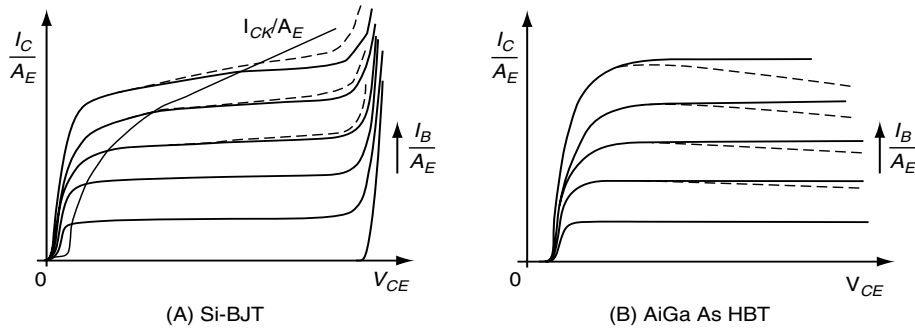 I_C
A_E
I_CK/A_E
I_B
A_E
0
V_CE
(A) Si-BJT
I_C
A_E
I_B
A_E
0
V_CE
(B) AiGa As HBT